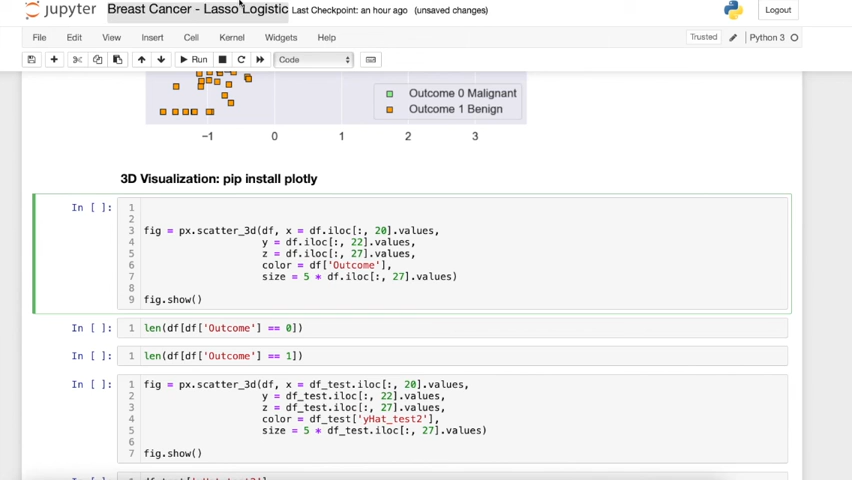 jupyter Breast Cancer - Lasso Logistic Last Checkpoint: an hour ago (unsaved changes) Logout
File Edit View Insert Cell Kernel Widgets Help Trusted Python 3
Run Code
Outcome 0 Malignant
Outcome 1 Benign
−1 0 1 2 3
3D Visualization: pip install plotly
In [ ]: 1
2
3 fig = px.scatter_3d(df, x = df.iloc[:, 20].values,
4 y = df.iloc[:, 22].values,
5 z = df.iloc[:, 27].values,
6 color = df['Outcome'],
7 size = 5 * df.iloc[:, 27].values)
8
9 fig.show()
In [ ]: 1 len(df[df['Outcome'] == 0])
In [ ]: 1 len(df[df['Outcome'] == 1])
In [ ]: 1 fig = px.scatter_3d(df, x = df_test.iloc[:, 20].values,
2 y = df_test.iloc[:, 22].values,
3 z = df_test.iloc[:, 27].values,
4 color = df_test['yHat_test2'],
5 size = 5 * df_test.iloc[:, 27].values)
6
7 fig.show()